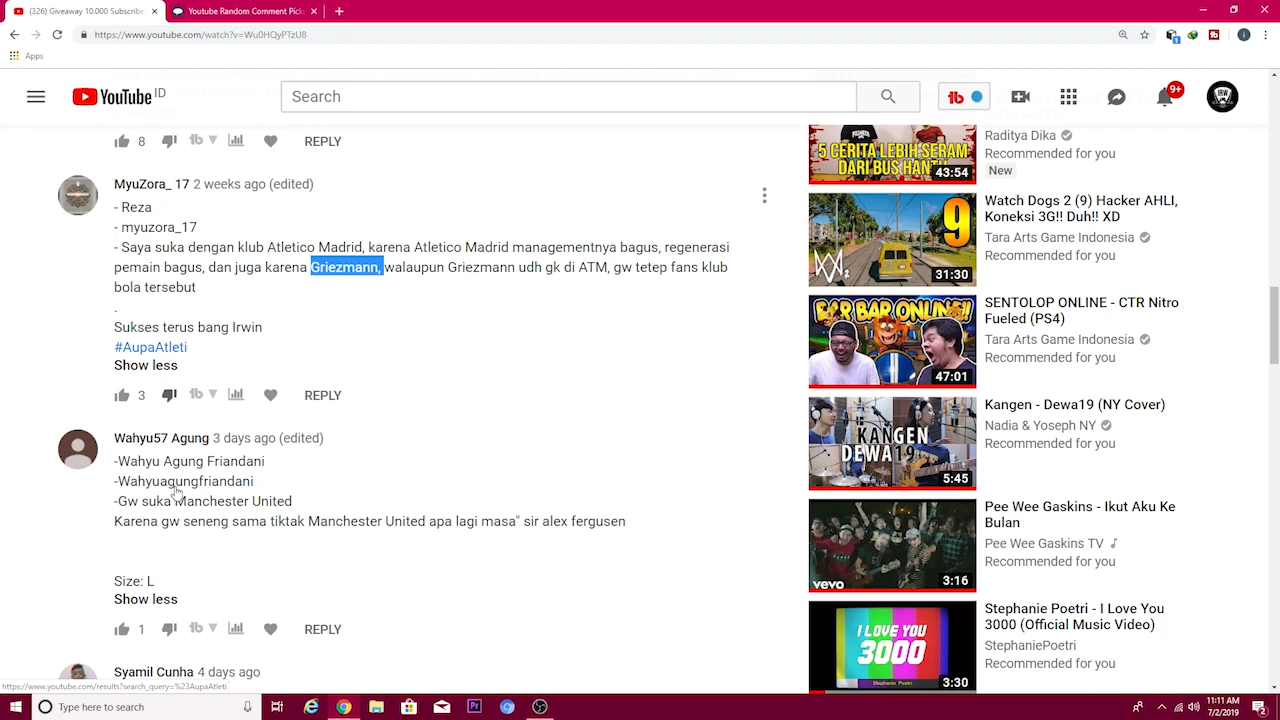 (326) Giveaway 10.000 Subscribe
Youtube Random Comment Pick
https://www.youtube.com/watch?v=Wu0HQyPTzU8
Apps
YouTube ID
Search
9+
8
REPLY
MyuZora_ 17 2 weeks ago (edited)
- Reza
- myuzora_17
- Saya suka dengan klub Atletico Madrid, karena Atletico Madrid managementnya bagus, regenerasi
pemain bagus, dan juga karena Griezmann, walaupun Griezmann udh gk di ATM, gw tetep fans klub
bola tersebut
.
Sukses terus bang Irwin
#AupaAtleti
Show less
3
REPLY
Wahyu57 Agung 3 days ago (edited)
-Wahyu Agung Friandani
-Wahyuagungfriandani
-Gw suka Manchester United
Karena gw seneng sama tiktak Manchester United apa lagi masa" sir alex fergusen
Size: L
Show less
1
REPLY
Syamil Cunha 4 days ago
https://www.youtube.com/results?search_query=%23AupaAtleti
5 CERITA LEBIH SERAM
DARI BUS HANTU
43:54
Raditya Dika
Recommended for you
New
9
WD2
31:30
Watch Dogs 2 (9) Hacker AHLI,
Koneksi 3G!! Duh!! XD
Tara Arts Game Indonesia
Recommended for you
BAR BAR ONLINE!!
47:01
SENTOLOP ONLINE - CTR Nitro
Fueled (PS4)
Tara Arts Game Indonesia
Recommended for you
KANGEN
DEWA19
5:45
Kangen - Dewa19 (NY Cover)
Nadia & Yoseph NY
Recommended for you
vevo
3:16
Pee Wee Gaskins - Ikut Aku Ke
Bulan
Pee Wee Gaskins TV
Recommended for you
I LOVE YOU
3000
Stephanie Poetri
3:30
Stephanie Poetri - I Love You
3000 (Official Music Video)
StephaniePoetri
Recommended for you
Type here to search
11:11 AM
7/2/2019
2